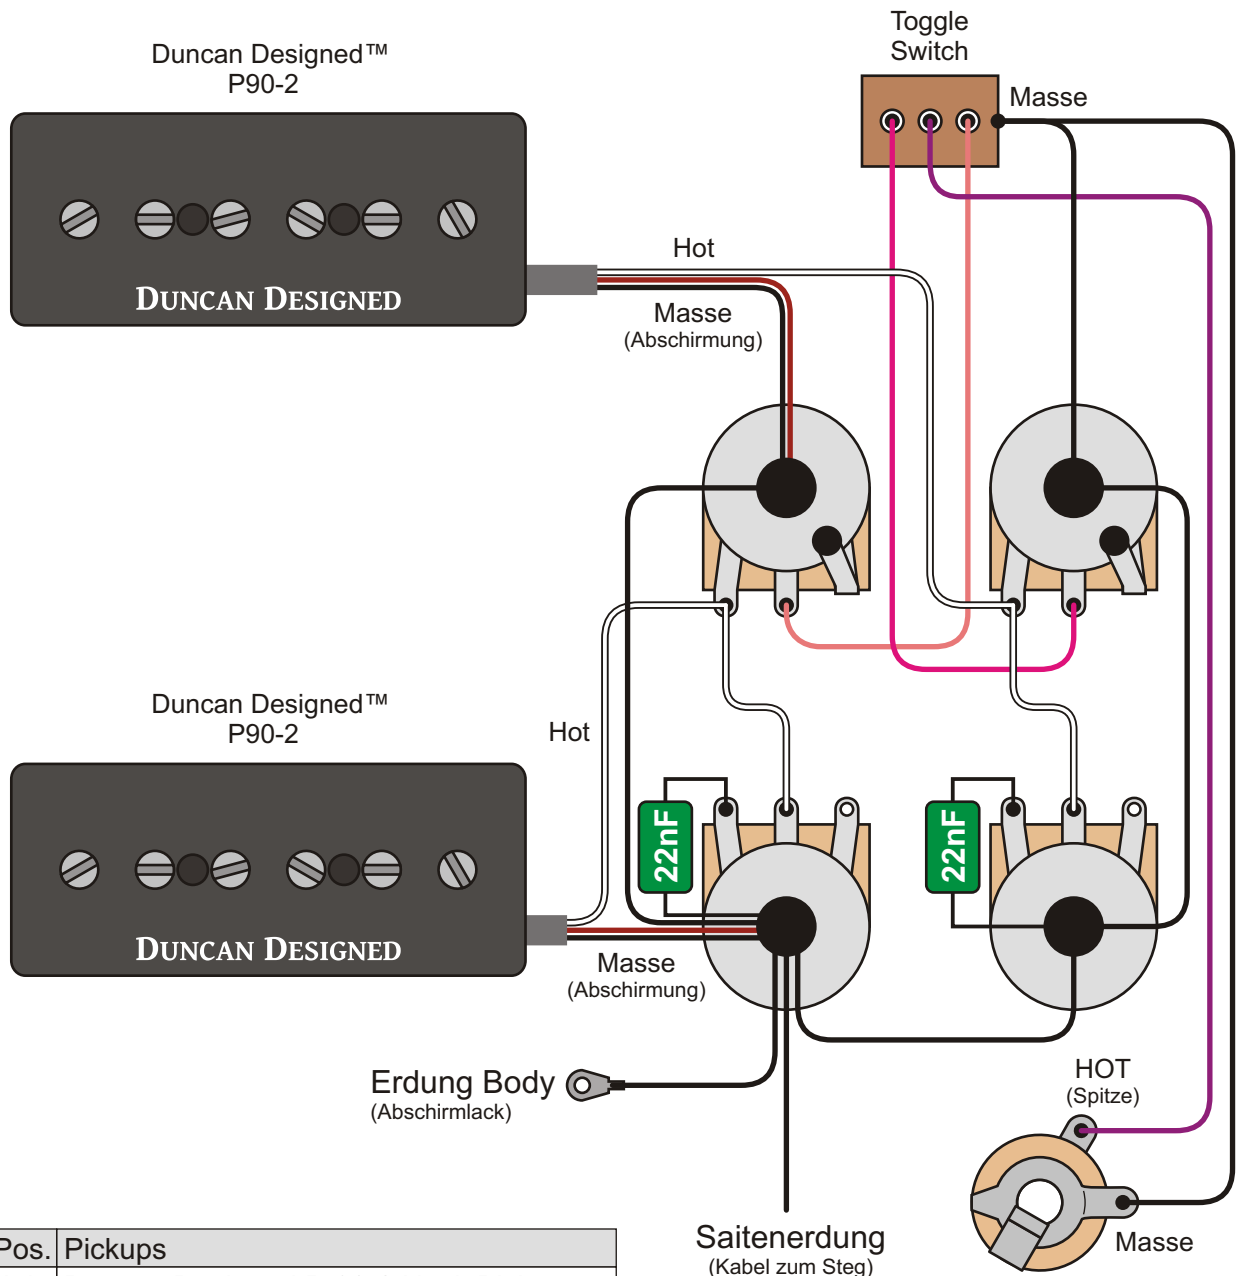 Duncan Designed™
P90-2
Toggle
Switch
Masse
DUNCAN DESIGNED
Hot
Masse
(Abschirmung)
Duncan Designed™
P90-2
Hot
22nF
22nF
DUNCAN DESIGNED
Masse
(Abschirmung)
Erdung Body
(Abschirmlack)
HOT
(Spitze)
Masse
Saitenerdung
(Kabel zum Steg)
Pos. Pickups